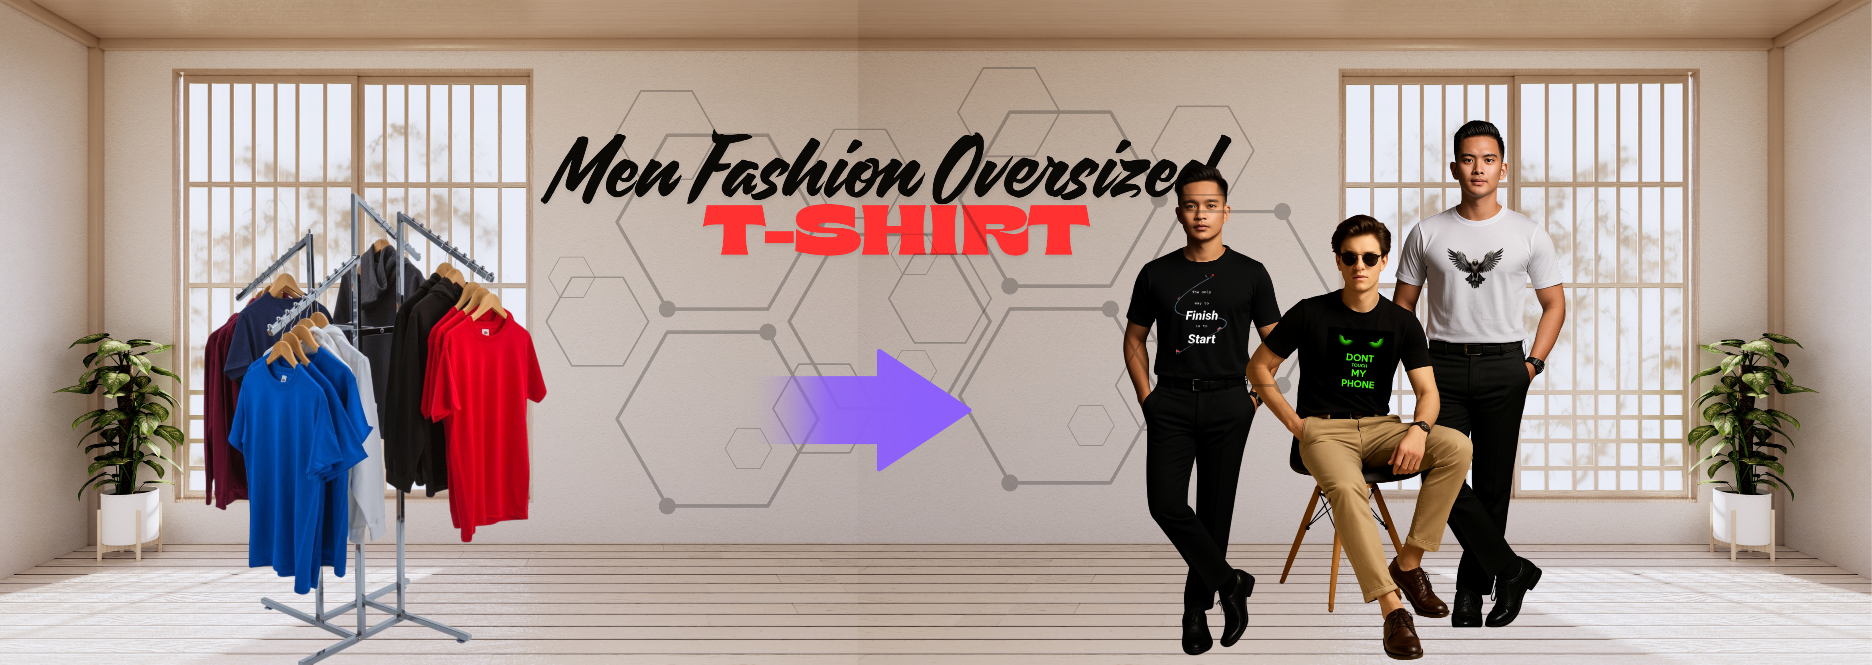 Men Fashion Oversized
T-SHIRT
The only
way to
Finish
is to
Start
DONT
TOUCH
MY
PHONE